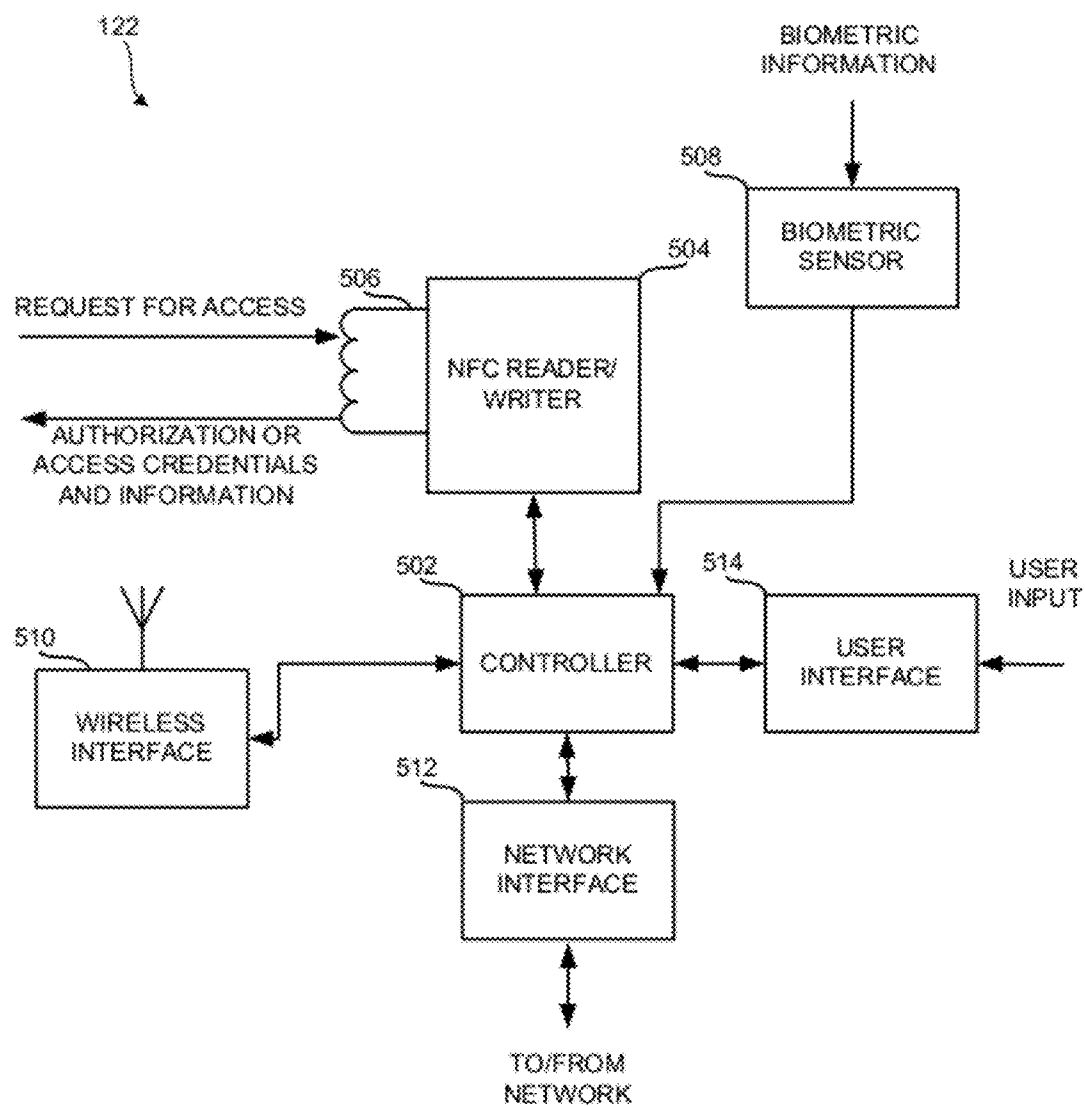 122
BIOMETRIC
INFORMATION
508
BIOMETRIC
SENSOR
504
506
REQUEST FOR ACCESS
NFC READER/
WRITER
AUTHORIZATION OR
ACCESS CREDENTIALS
AND INFORMATION
502
514
USER
INPUT
510
CONTROLLER
USER
INTERFACE
WIRELESS
INTERFACE
512
NETWORK
INTERFACE
TO/FROM
NETWORK